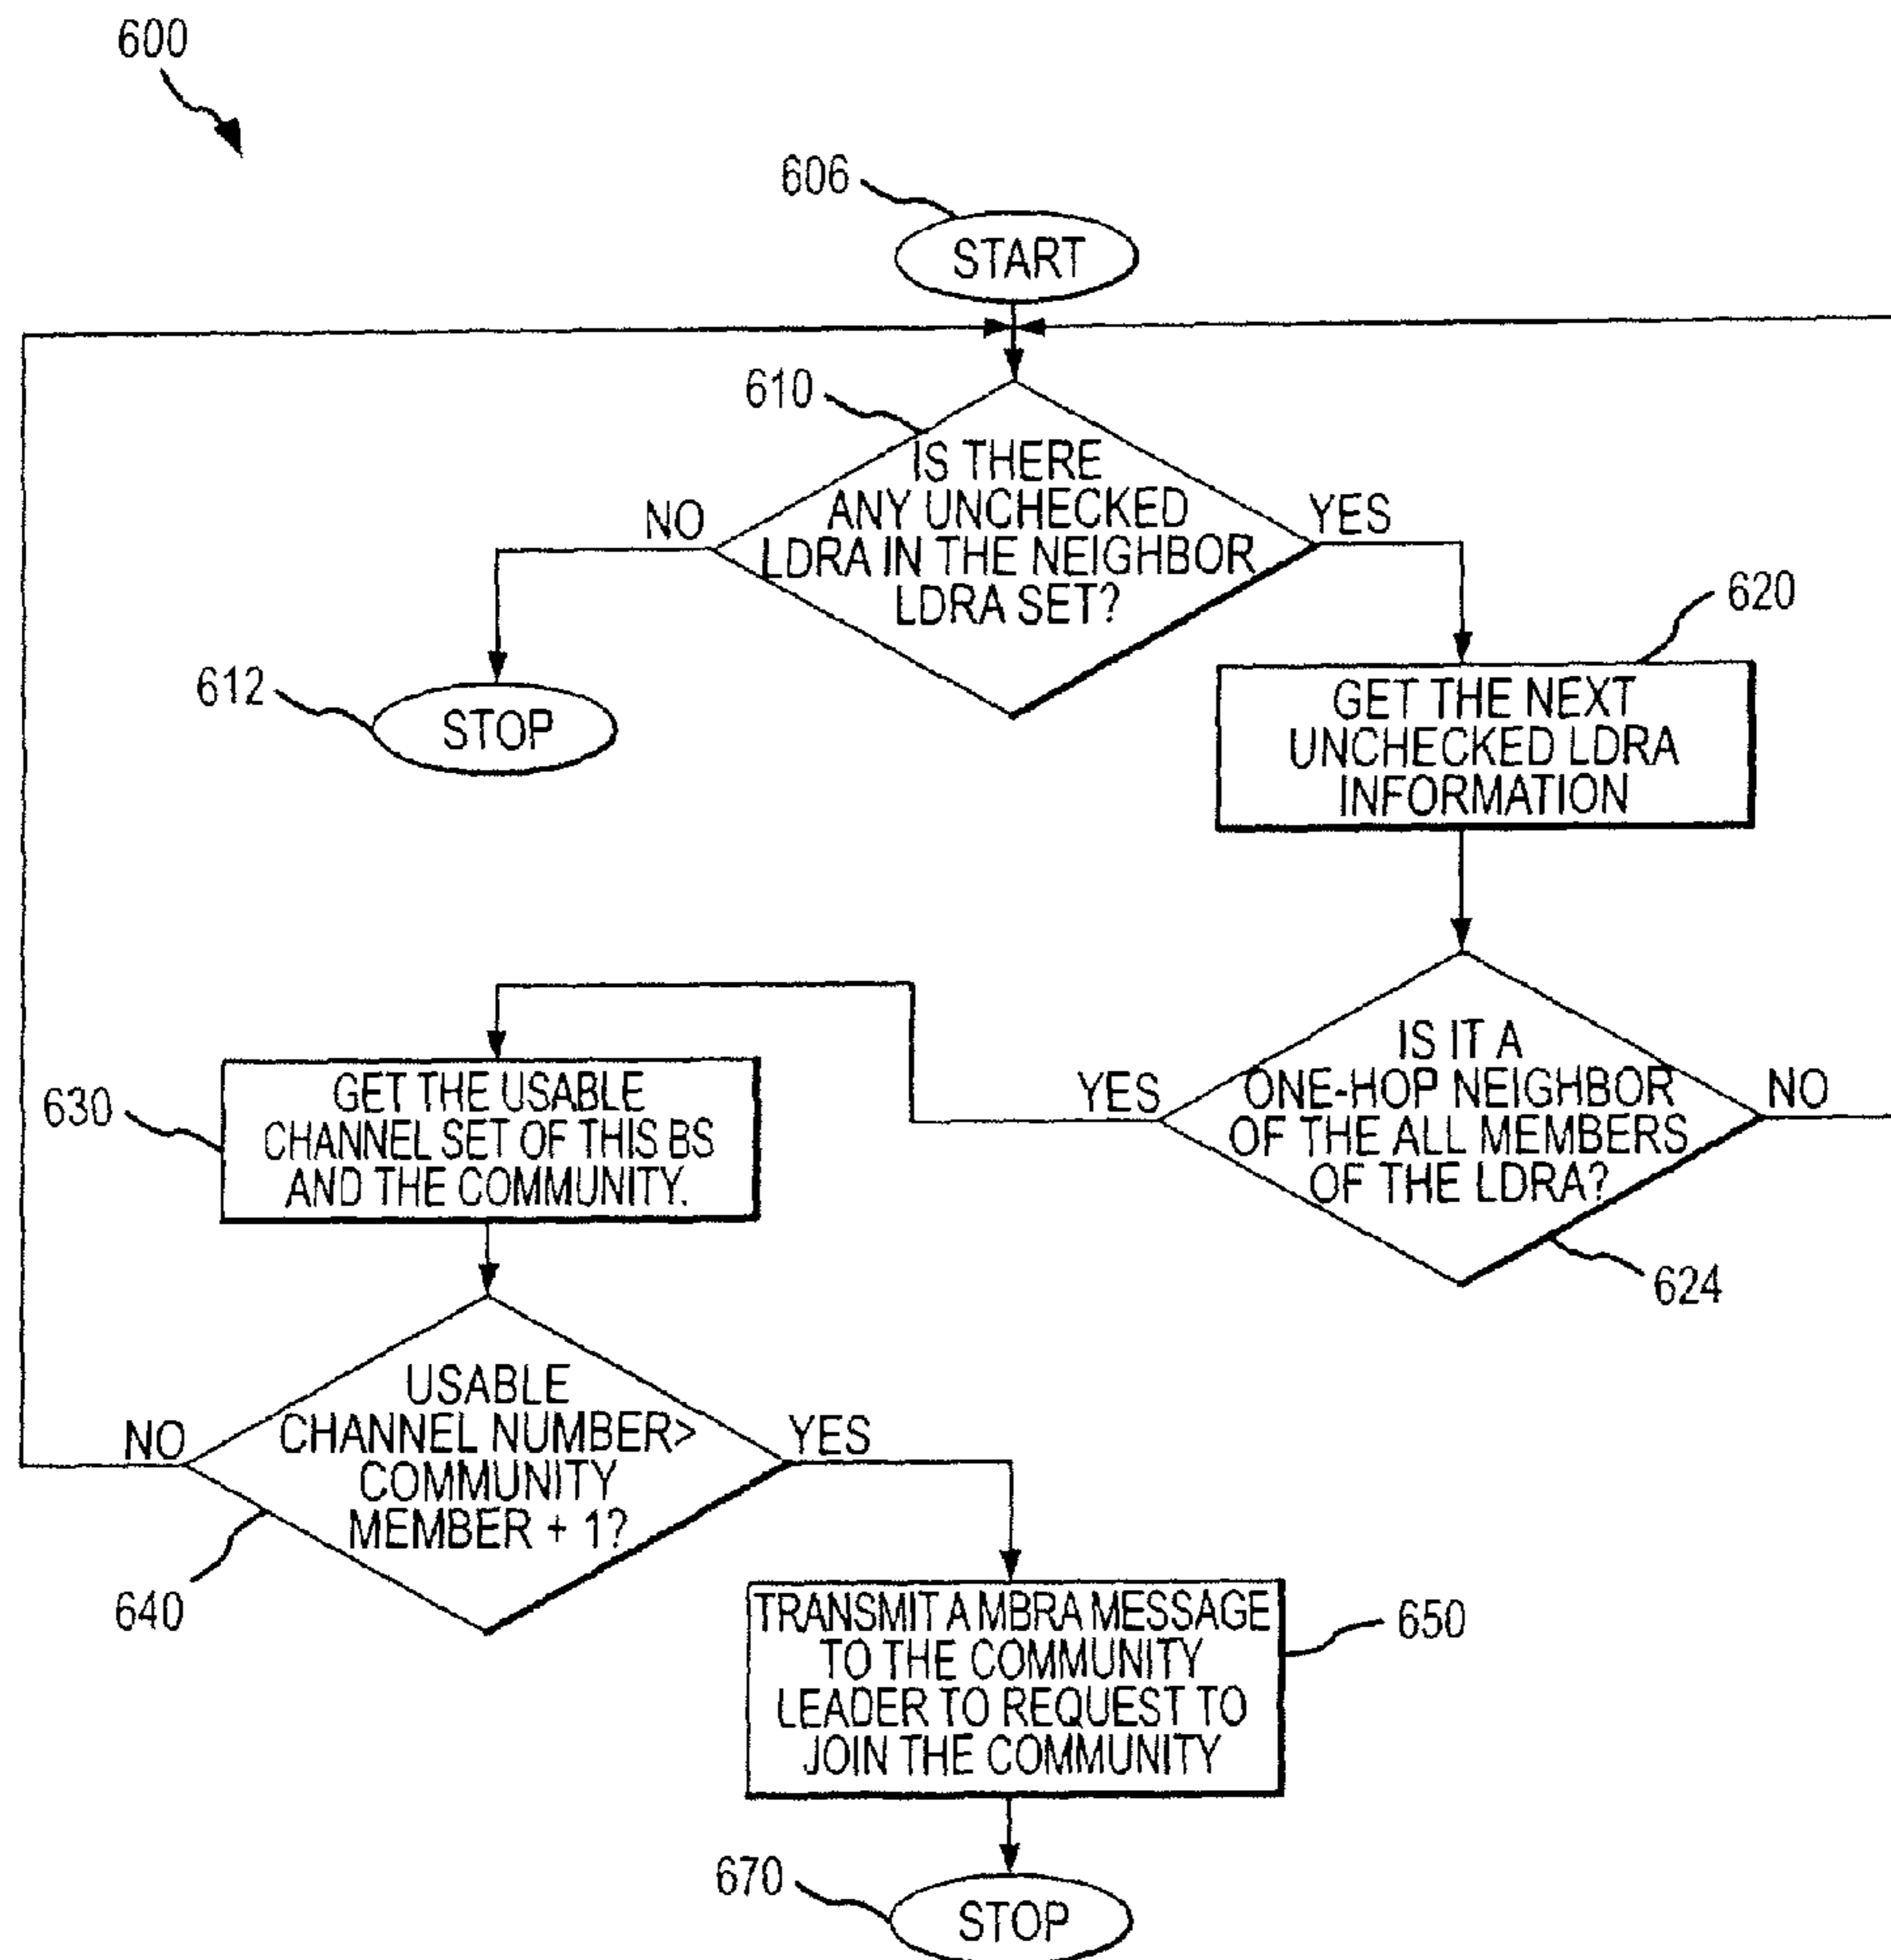 600
606
START
610
IS THERE
ANY UNCHECKED
LDRA IN THE NEIGHBOR
LDRA SET?
NO
YES
612
STOP
620
GET THE NEXT
UNCHECKED LDRA
INFORMATION
IS IT A
ONE-HOP NEIGHBOR
OF THE ALL MEMBERS
OF THE LDRA?
YES
NO
624
630
GET THE USABLE
CHANNEL SET OF THIS BS
AND THE COMMUNITY.
USABLE
CHANNEL NUMBER>
COMMUNITY
MEMBER + 1?
NO
YES
640
TRANSMIT A MBRA MESSAGE
TO THE COMMUNITY
LEADER TO REQUEST TO
JOIN THE COMMUNITY
650
670
STOP